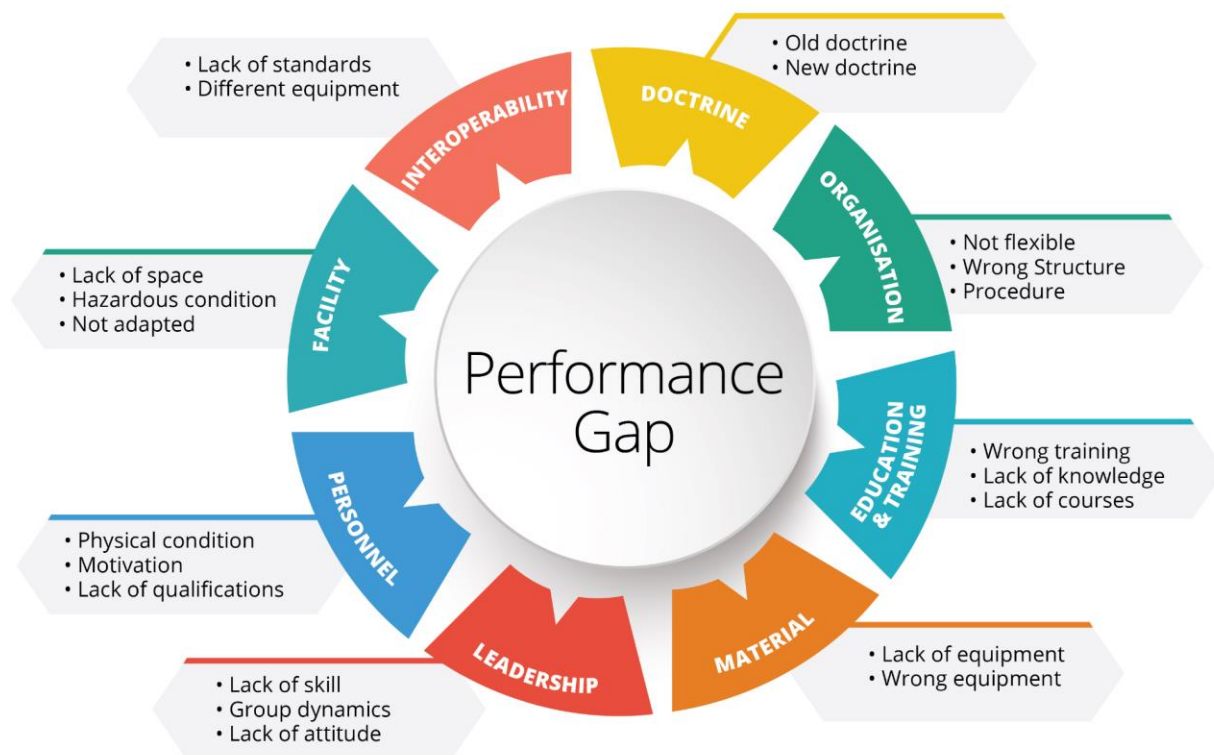 Performance
Gap
DOCTRINE
• Old doctrine
• New doctrine
ORGANISATION
• Not flexible
• Wrong Structure
• Procedure
EDUCATION
& TRAINING
• Wrong training
• Lack of knowledge
• Lack of courses
MATERIAL
• Lack of equipment
• Wrong equipment
LEADERSHIP
• Lack of skill
• Group dynamics
• Lack of attitude
PERSONNEL
• Physical condition
• Motivation
• Lack of qualifications
FACILITY
• Lack of space
• Hazardous condition
• Not adapted
INTEROPERABILITY
• Lack of standards
• Different equipment